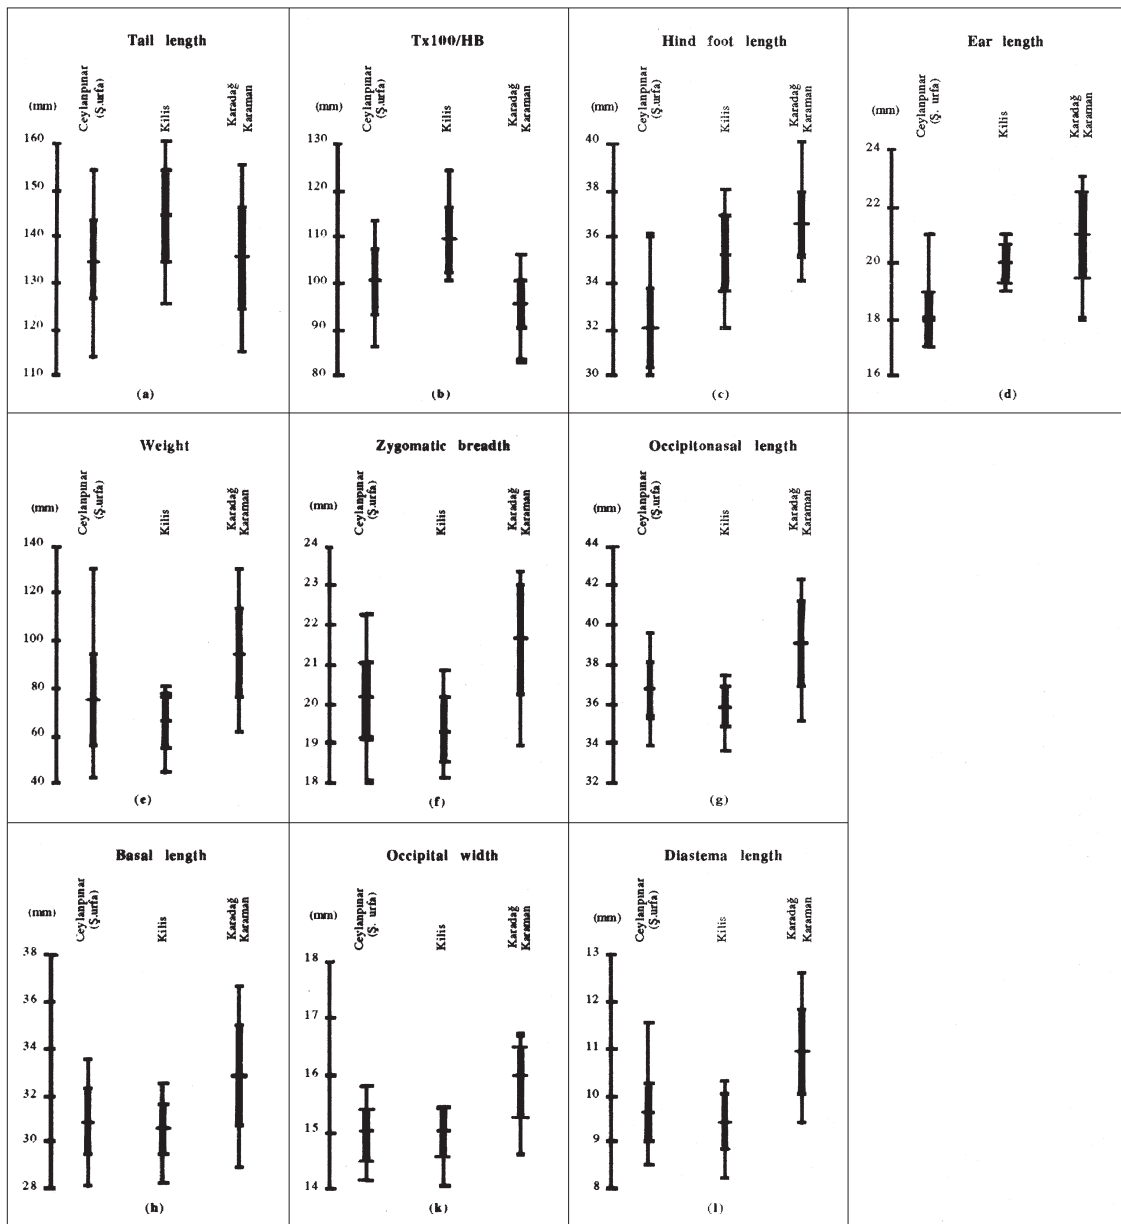 Tail length
(mm)
Ceylanpınar
(Ş.urfa)
Kilis
Karadağ
Karaman
160
150
140
130
120
110
(a)
Tx100/HB
(mm)
Ceylanpınar
(Ş.urfa)
Kilis
Karadağ
Karaman
130
120
110
100
90
80
(b)
Hind foot length
(mm)
Ceylanpınar
(Ş.urfa)
Kilis
Karadağ
Karaman
40
38
36
34
32
30
(c)
Ear length
(mm)
Ceylanpınar
(Ş. urfa)
Kilis
Karadağ
Karaman
24
22
20
18
16
(d)
Weight
(mm)
Ceylanpınar
(Ş.urfa)
Kilis
Karadağ
Karaman
140
120
100
80
60
40
(e)
Zygomatic breadth
(mm)
Ceylanpınar
(Ş.urfa)
Kilis
Karadağ
Karaman
24
23
22
21
20
19
18
(f)
Occipitonasal length
(mm)
Ceylanpınar
(Ş.urfa)
Kilis
Karadağ
Karaman
44
42
40
38
36
34
32
(g)
Basal length
(mm)
Ceylanpınar
(Ş.urfa)
Kilis
Karadağ
Karaman
38
36
34
32
30
28
(h)
Occipital width
(mm)
Ceylanpınar
(Ş. urfa)
Kilis
Karadağ
Karaman
18
17
16
15
14
(k)
Diastema length
(mm)
Ceylanpınar
(Ş.urfa)
Kilis
Karadağ
Karaman
13
12
11
10
9
8
(l)